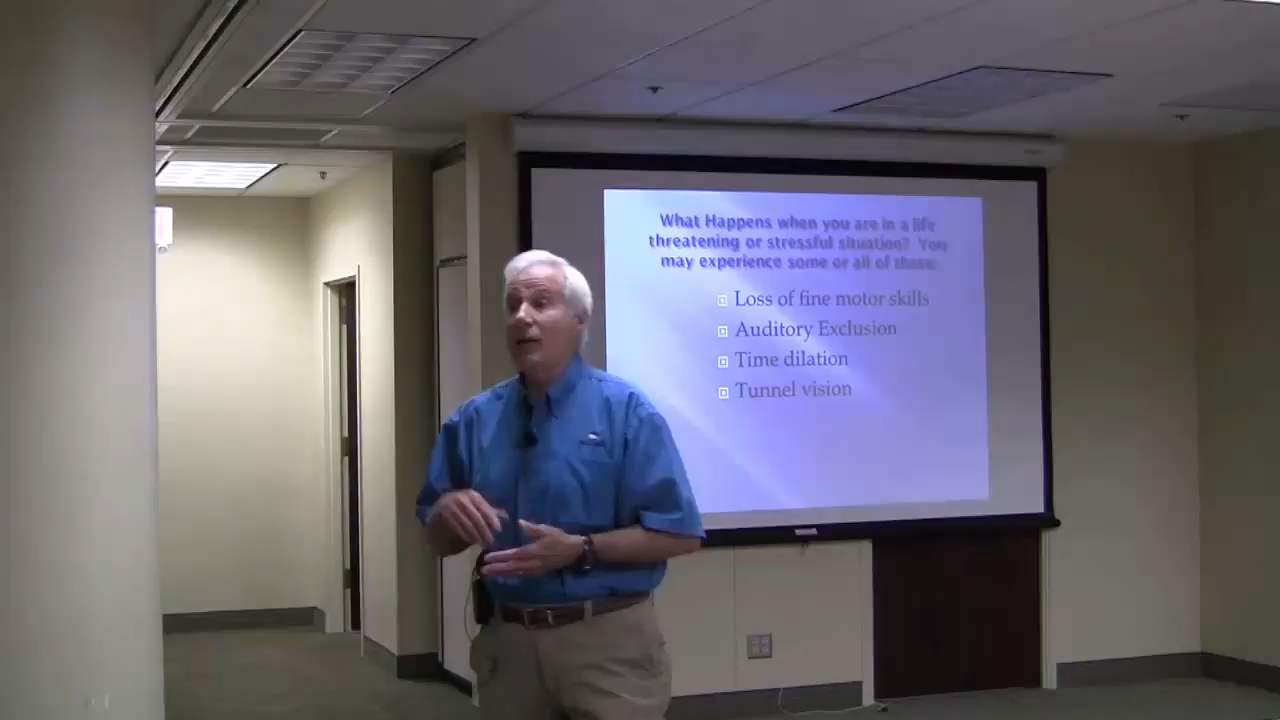 What Happens when you are in a life
threatening or stressful situation? You
may experience some or all of these:
Loss of fine motor skills
Auditory Exclusion
Time dilation
Tunnel vision